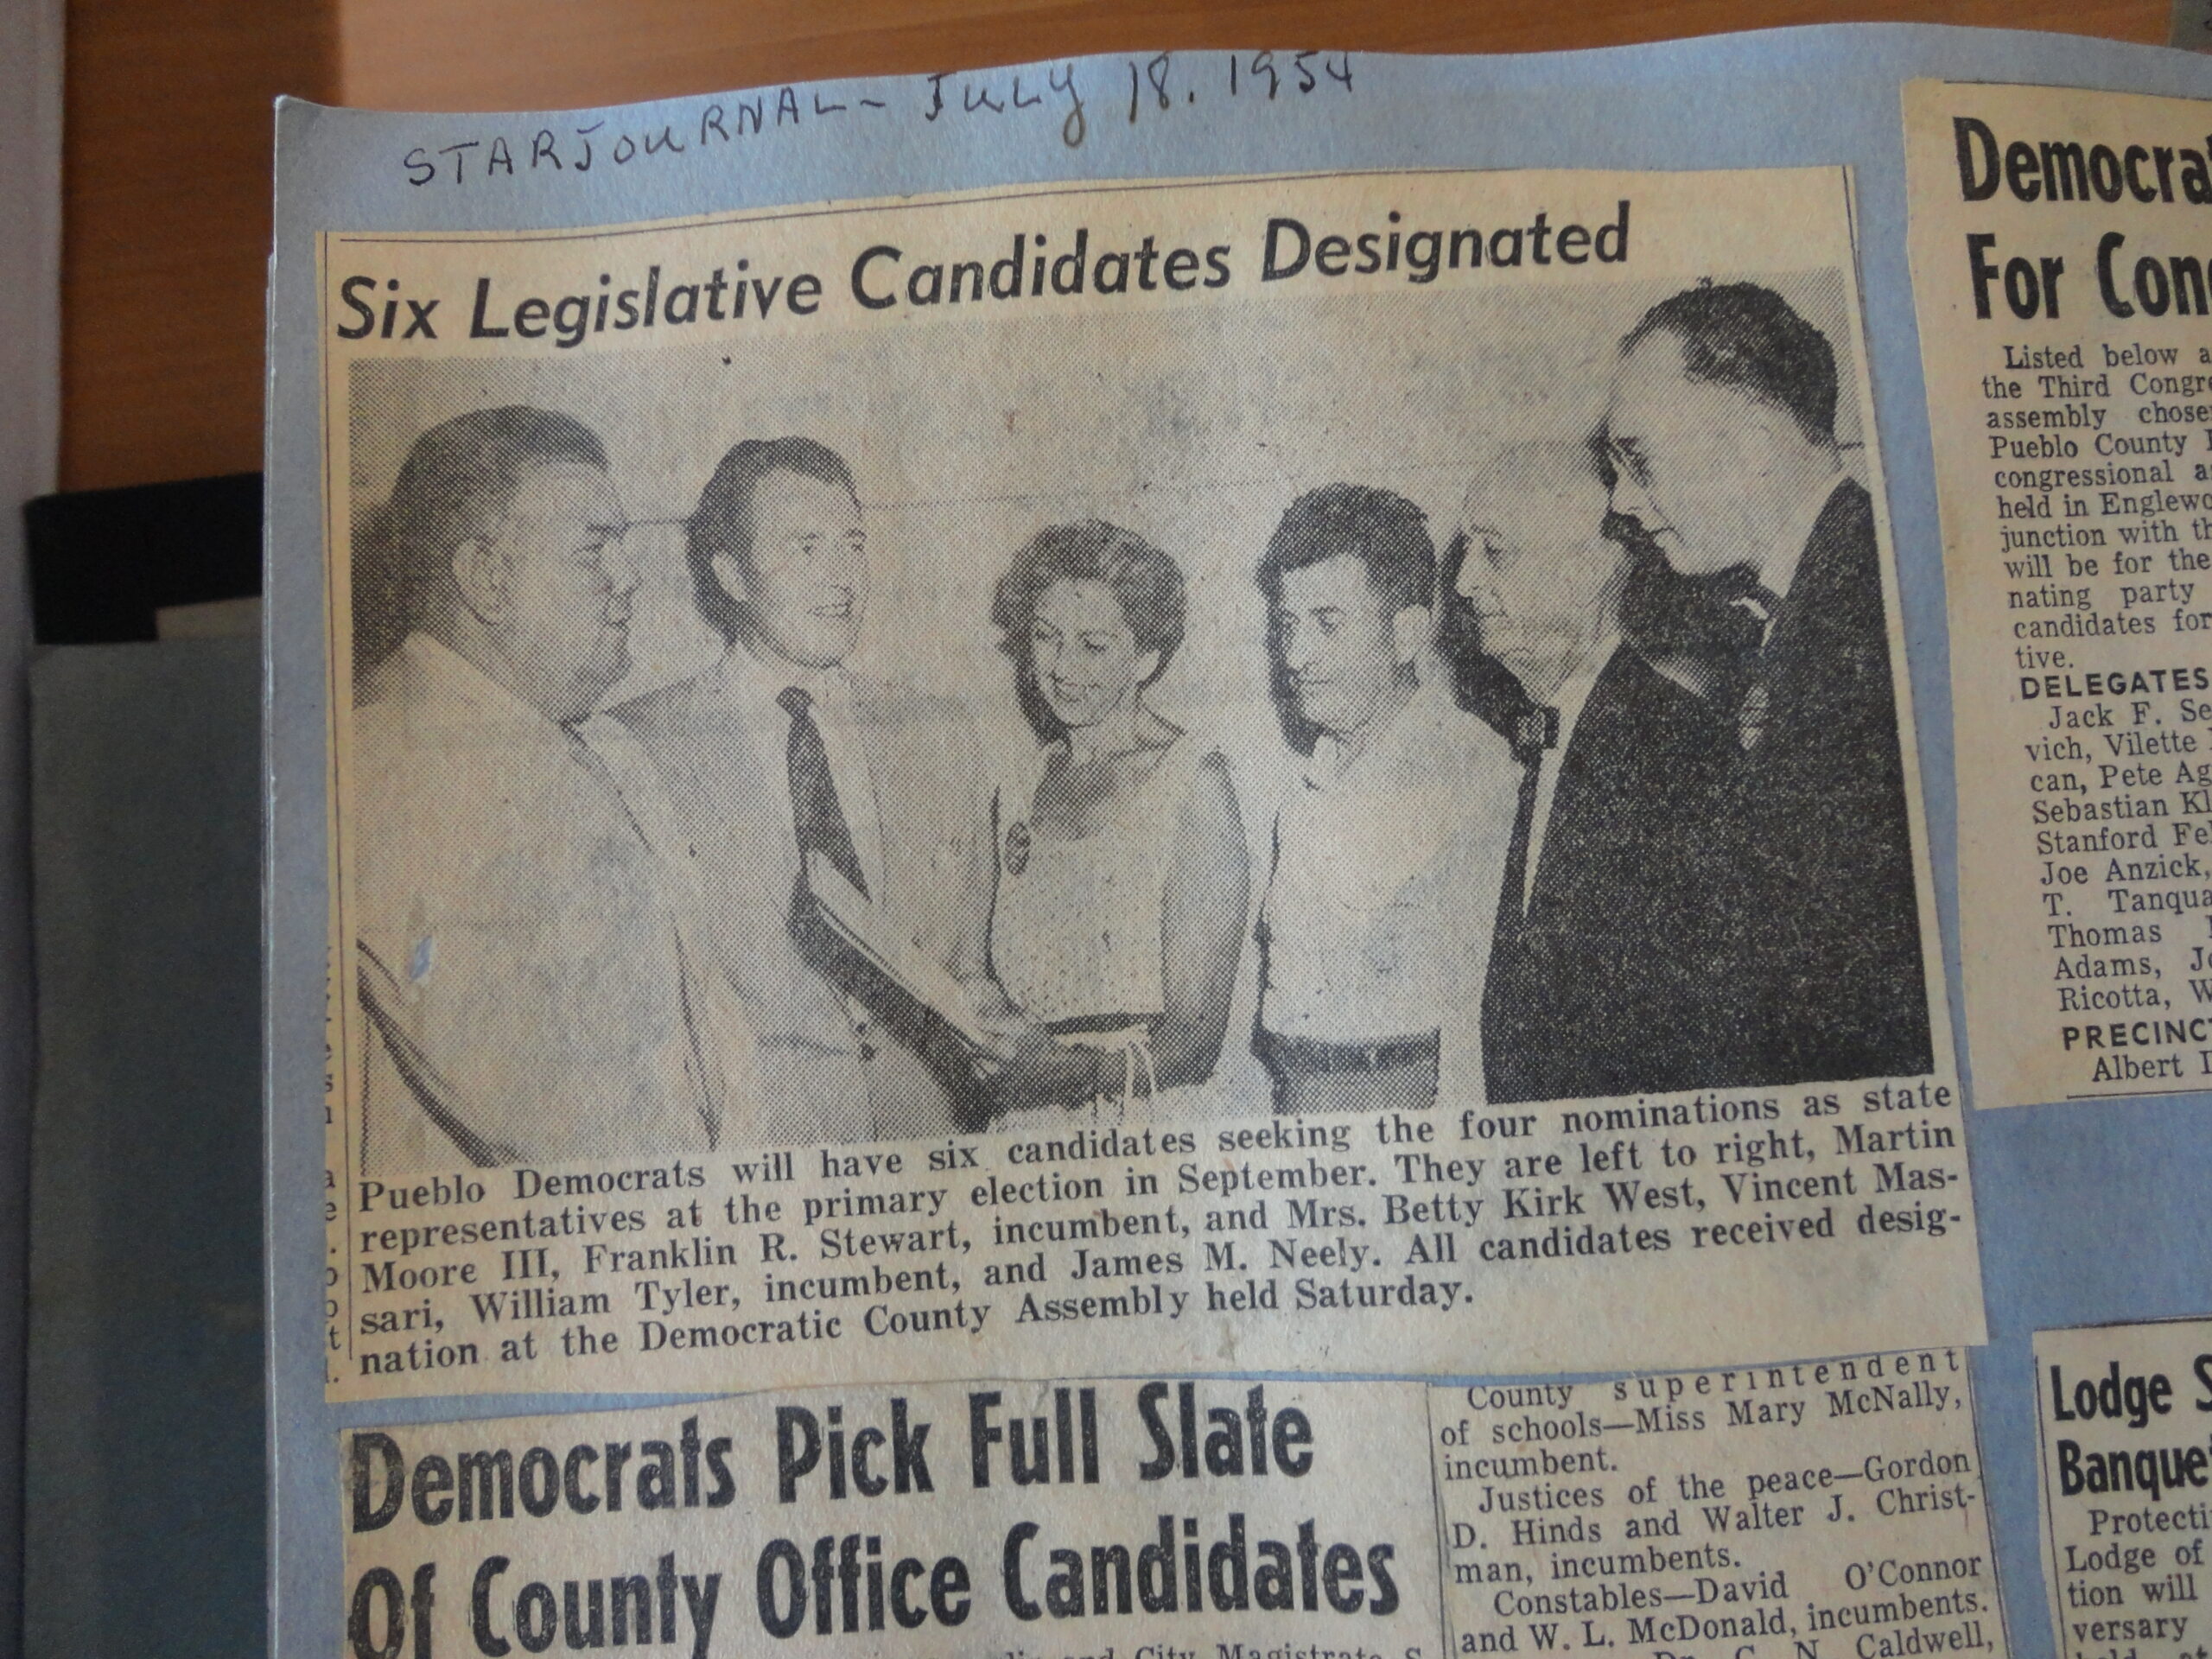 STARJOURNAL- JULY 18. 1954
Six Legislative Candidates Designated
Pueblo Democrats will have six candidates seeking the four nominations as state
representatives at the primary election in September. They are left to right, Martin
Moore III, Franklin R. Stewart, incumbent, and Mrs. Betty Kirk West, Vincent Mas-
sari, William Tyler, incumbent, and James M. Neely. All candidates received desig-
nation at the Democratic County Assembly held Saturday.
Democrats Pick Full Slate
Of County Office Candidates
and City Magistrate S
County superintendent
of schools—Miss Mary McNally,
incumbent.
Justices of the peace—Gordon
D. Hinds and Walter J. Christ-
man, incumbents.
Constables—David O'Connor
and W. L. McDonald, incumbents.
Dr. C. N. Caldwell,
Democra
For Con
Listed below a
the Third Congre
assembly chose
Pueblo County
congressional a
held in Englewo
junction with th
will be for the
nating party
candidates for
tive.
DELEGATES
Jack F. Se
vich, Vilette
can, Pete Ag
Sebastian Kl
Stanford Fe
Joe Anzick,
T. Tanqua
Thomas
Adams, Jo
Ricotta, W
PRECINCT
Albert
Lodge S
Banque
Protecti
Lodge of
tion will
versary